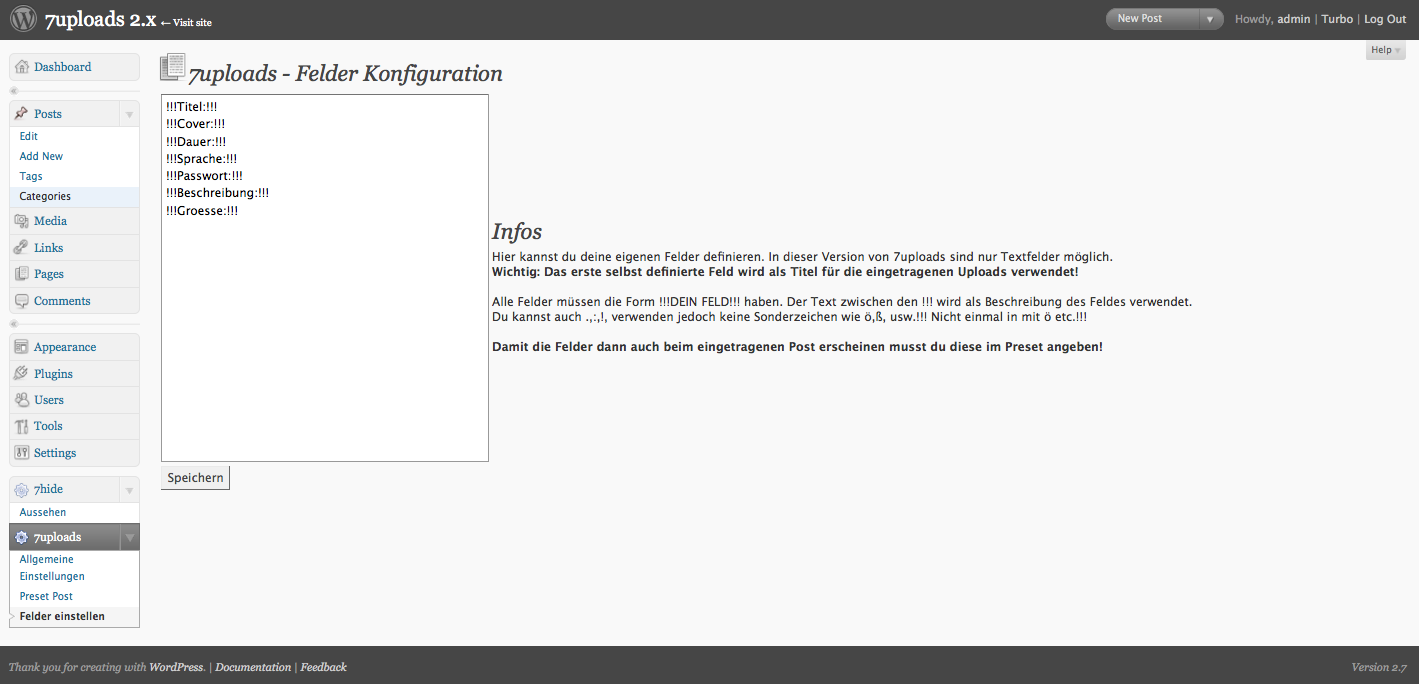 7uploads 2.x ← Visit site
New Post ▼ Howdy, admin | Turbo | Log Out
Help
Dashboard
Posts
Edit
Add New
Tags
Categories
Media
Links
Pages
Comments
Appearance
Plugins
Users
Tools
Settings
7hide
Aussehen
7uploads
Allgemeine
Einstellungen
Preset Post
Felder einstellen
7uploads - Felder Konfiguration
!!!Titel:!!!
!!!Cover:!!!
!!!Dauer:!!!
!!!Sprache:!!!
!!!Passwort:!!!
!!!Beschreibung:!!!
!!!Groesse:!!!
Speichern
Infos
Hier kannst du deine eigenen Felder definieren. In dieser Version von 7uploads sind nur Textfelder möglich.
Wichtig: Das erste selbst definierte Feld wird als Titel für die eingetragenen Uploads verwendet!
Alle Felder müssen die Form !!!DEIN FELD!!! haben. Der Text zwischen den !!! wird als Beschreibung des Feldes verwendet.
Du kannst auch .,:,!, verwenden jedoch keine Sonderzeichen wie ö,ß, usw.!!! Nicht einmal in mit ö etc.!!!
Damit die Felder dann auch beim eingetragenen Post erscheinen musst du diese im Preset angeben!
Thank you for creating with WordPress. | Documentation | Feedback
Version 2.7